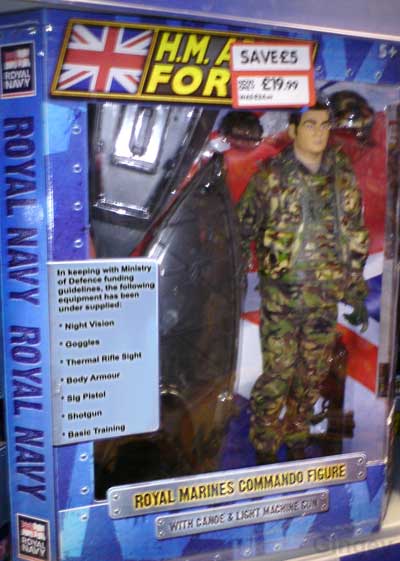 ROYAL
NAVY
H.M. A
FOR
SAVE £5
NOW
ONLY £19.99
5+
ROYAL NAVY ROYAL NAVY
In keeping with Ministry
of Defence funding
guidelines, the following
equipment has been
under supplied:
• Night Vision
• Goggles
• Thermal Rifle Sight
• Body Armour
• Sig Pistol
• Shotgun
• Basic Training
ROYAL MARINES COMMANDO FIGURE
WITH CANOE & LIGHT MACHINE GUN
ROYAL
NAVY